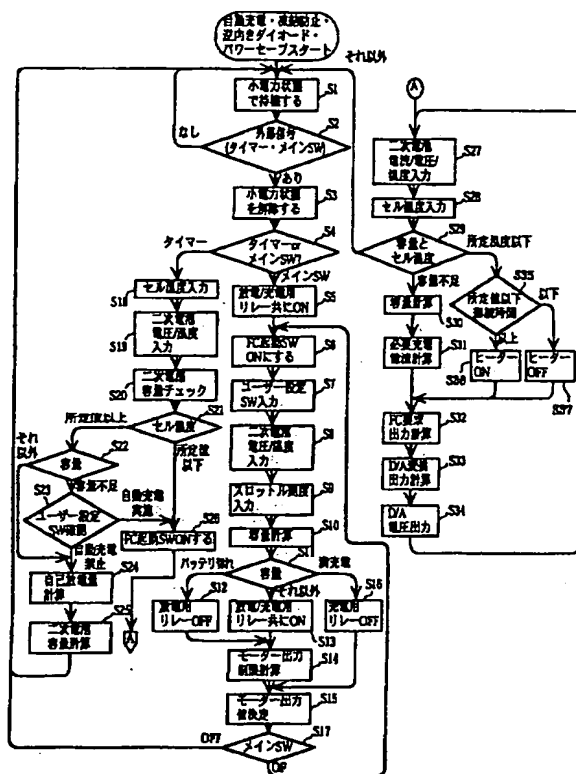 自動充電・凍結防止・
逆向きダイオード・
パワーセーブスタート
それ以外
小電力状態
で待機する
S1
外部信号
(タイマー・メインSW)
S2
なし
あり
小電力状態
を解除する
S3
タイマーor
メインSW?
S4
タイマー
メインSW
放電/充電用
リレー共にON
S5
FC起動SW
ONにする
S6
ユーザー設定
SW入力
S7
二次電池
電圧/温度
入力
S8
スロットル開度
入力
S9
容量計算
S10
容量
S11
バッテリ切れ
それ以外
満充電
放電用
リレーOFF
S12
放電/充電用
リレー共にON
S13
充電用
リレーOFF
S16
モーター出力
制限計算
S14
モーター出力
値決定
S15
メインSW
S17
OFF
セル温度入力
S18
二次電池
電圧/温度
入力
S19
二次電池
容量チェック
S20
セル温度
S21
所定値以上
所定値
以下
容量
S22
それ
以外
容量不足
ユーザー設定
SW確認
S23
自動充電
実施
自動充電
禁止
自己放電量
計算
S24
二次電池
容量計算
S25
FC起動SWONする
S26
A
A
二次電池
電流/電圧/
温度入力
S27
セル温度入力
S28
容量と
セル温度
S29
所定温度以下
容量不足
容量計算
S30
必要充電
電流計算
S31
所定値以下
継続時間
S35
以上
以下
ヒーター
ON
S36
ヒーター
OFF
S37
FC要求
出力計算
S32
D/A変換
出力計算
S33
D/A
電圧出力
S34